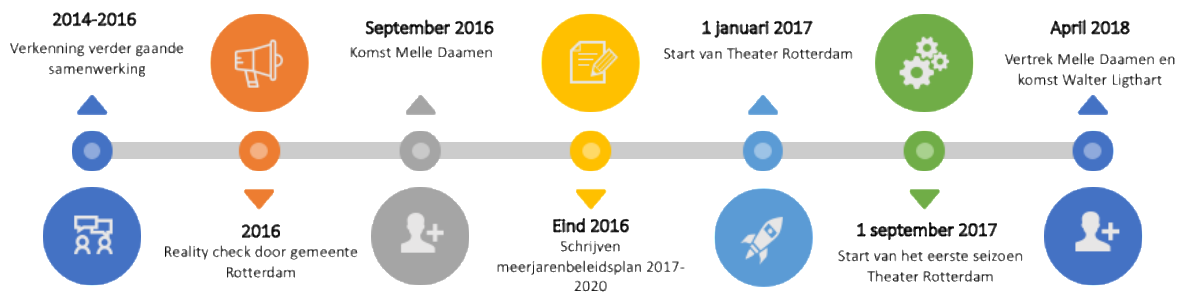 2014-2016
Verkenning verder gaande
samenwerking
2016
Reality check door gemeente
Rotterdam
September 2016
Komst Melle Daamen
Eind 2016
Schrijven
meerjarenbeleidsplan 2017-
2020
1 januari 2017
Start van Theater Rotterdam
1 september 2017
Start van het eerste seizoen
Theater Rotterdam
April 2018
Vertrek Melle Daamen en
komst Walter Ligthart